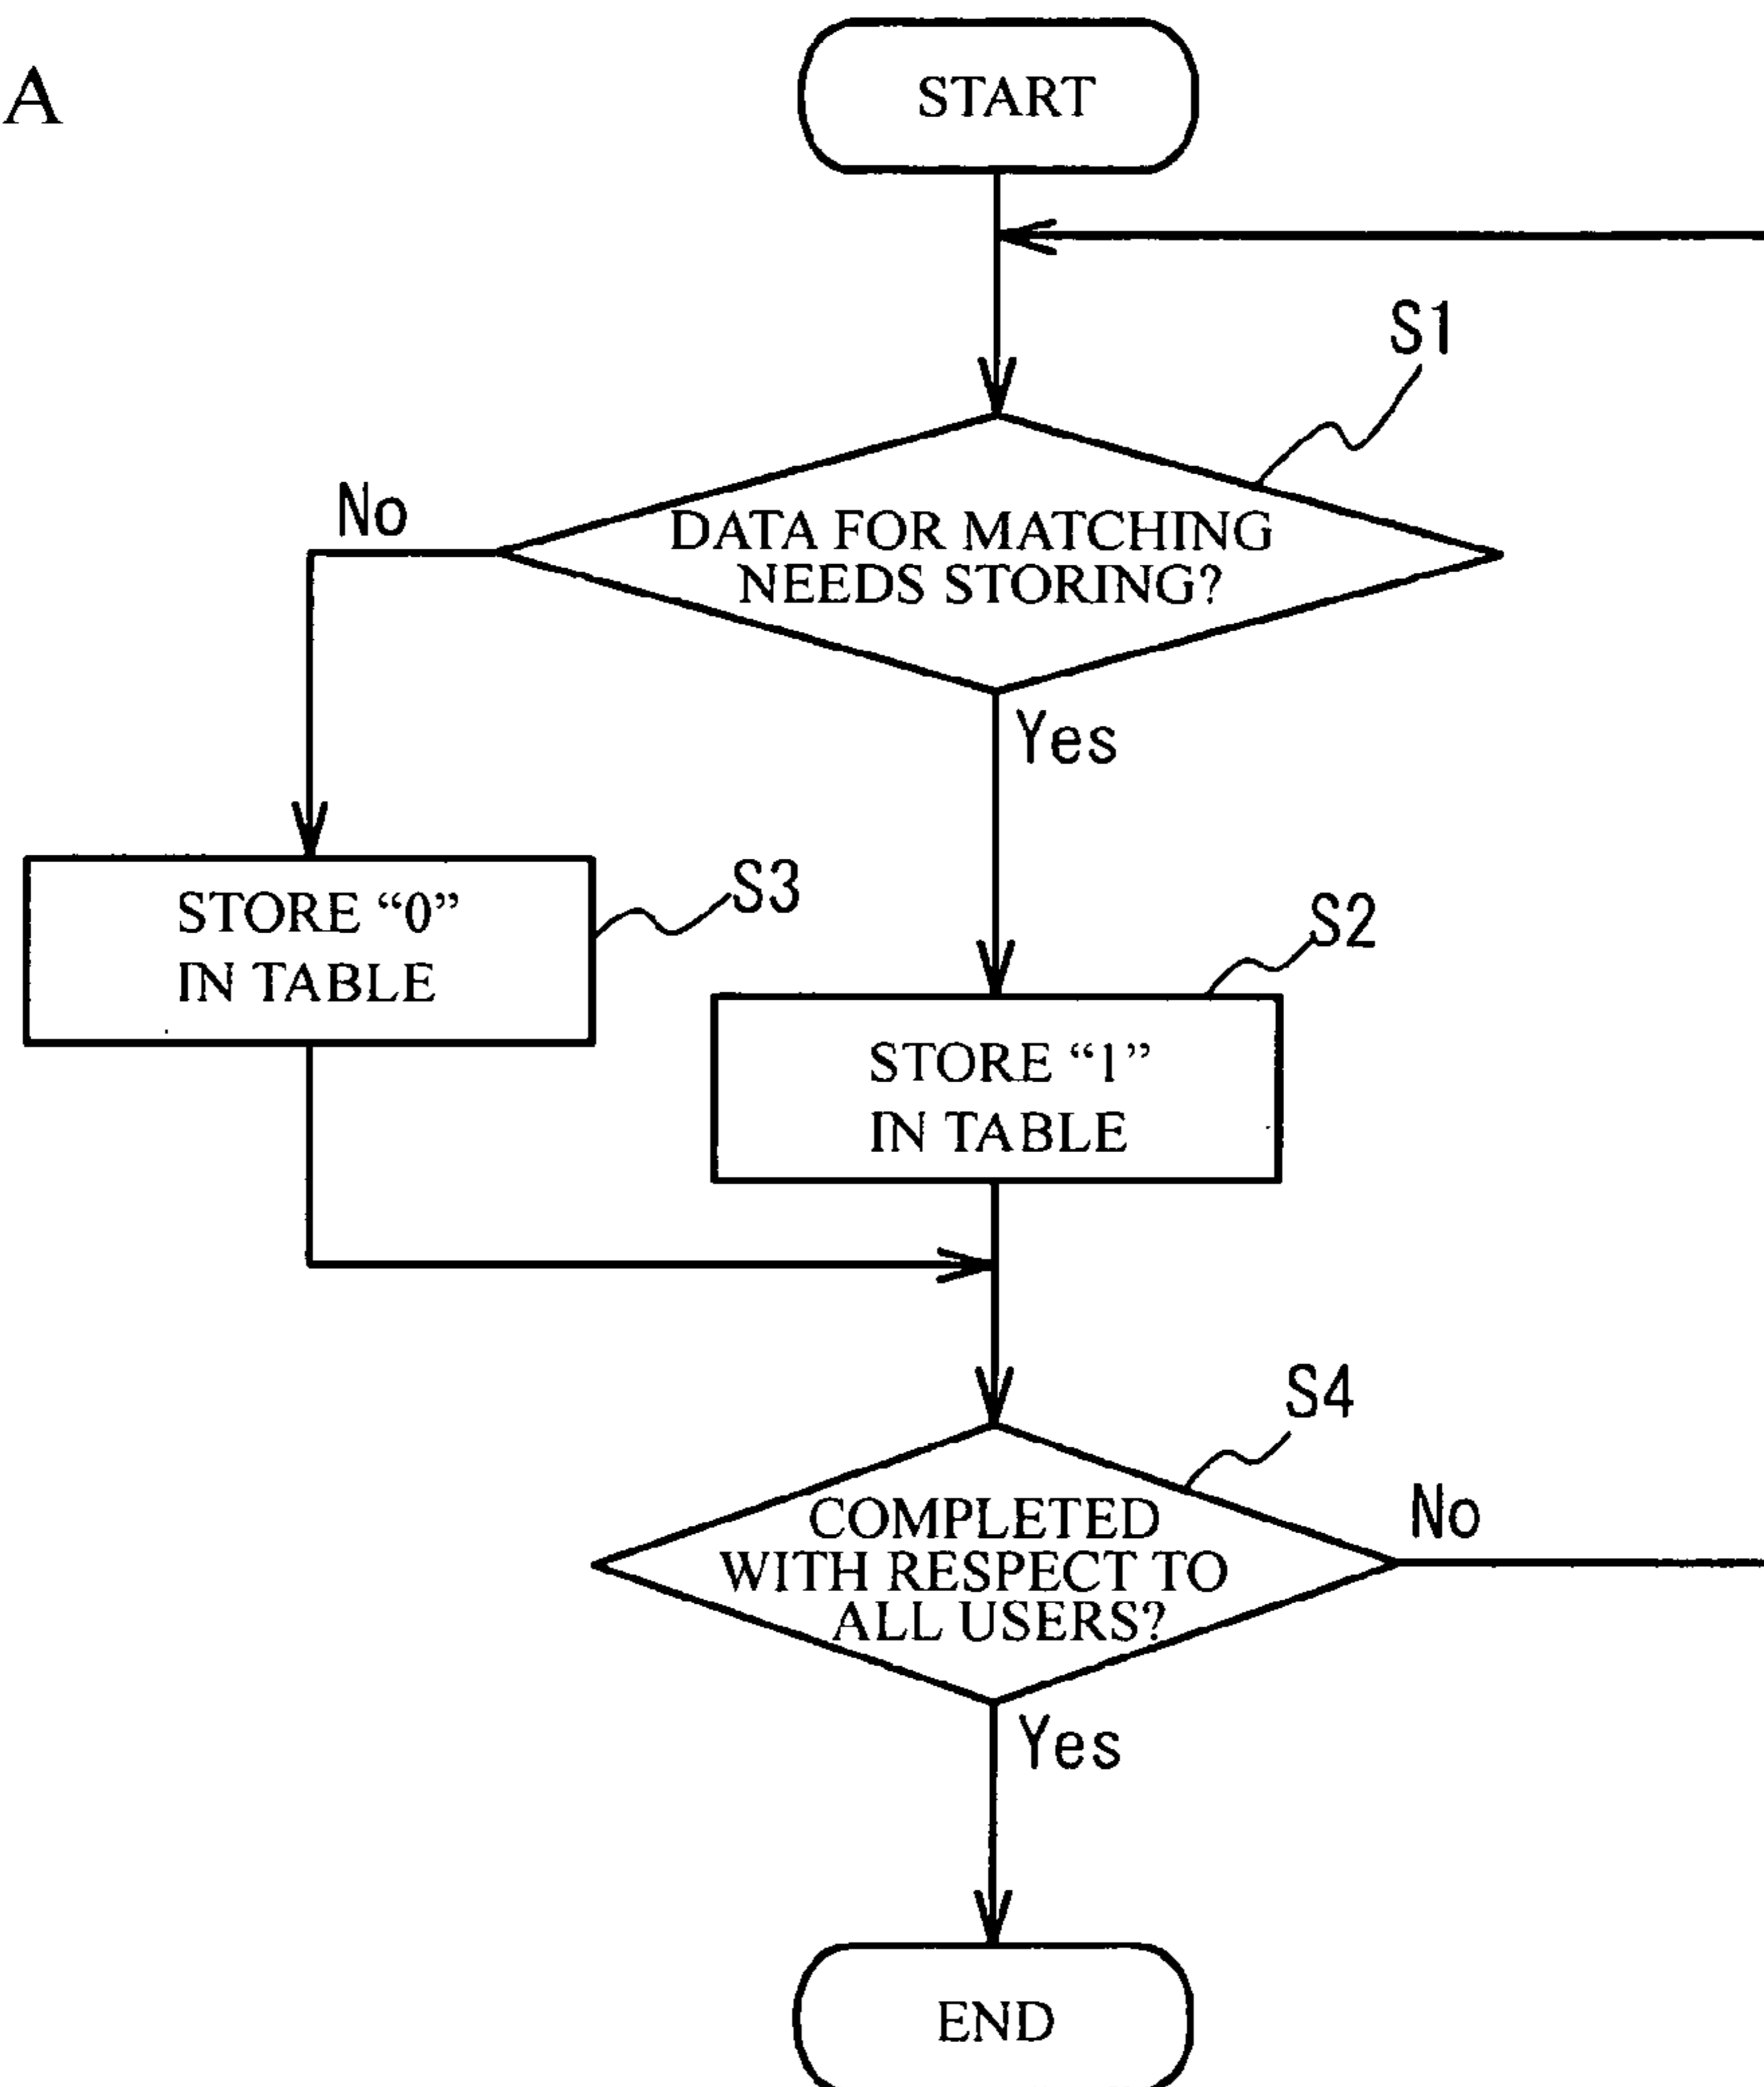 A
START
S1
No
DATA FOR MATCHING
NEEDS STORING?
Yes
STORE “0”
IN TABLE
S3
S2
STORE “1”
IN TABLE
S4
COMPLETED
WITH RESPECT TO
ALL USERS?
No
Yes
END